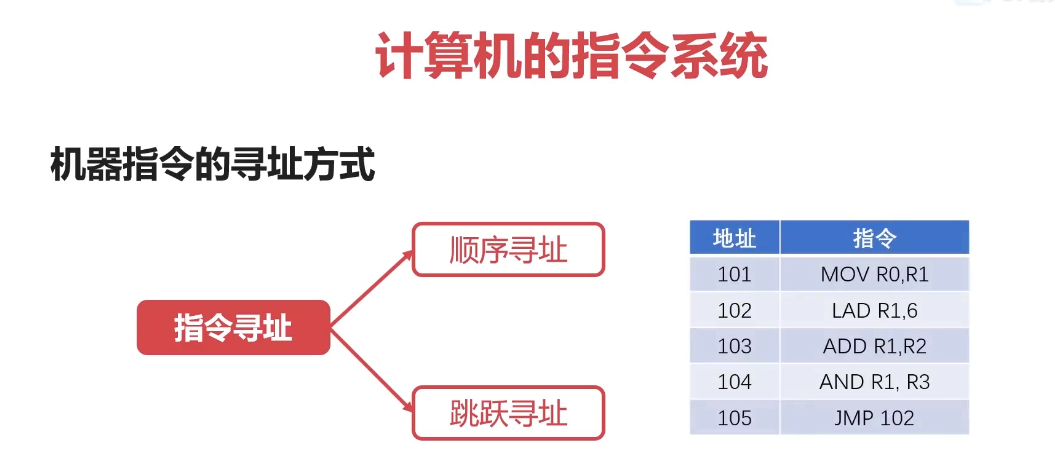 计算机的指令系统
机器指令的寻址方式
指令寻址
顺序寻址
跳跃寻址
地址 指令
101 MOV R0,R1
102 LAD R1,6
103 ADD R1,R2
104 AND R1, R3
105 JMP 102